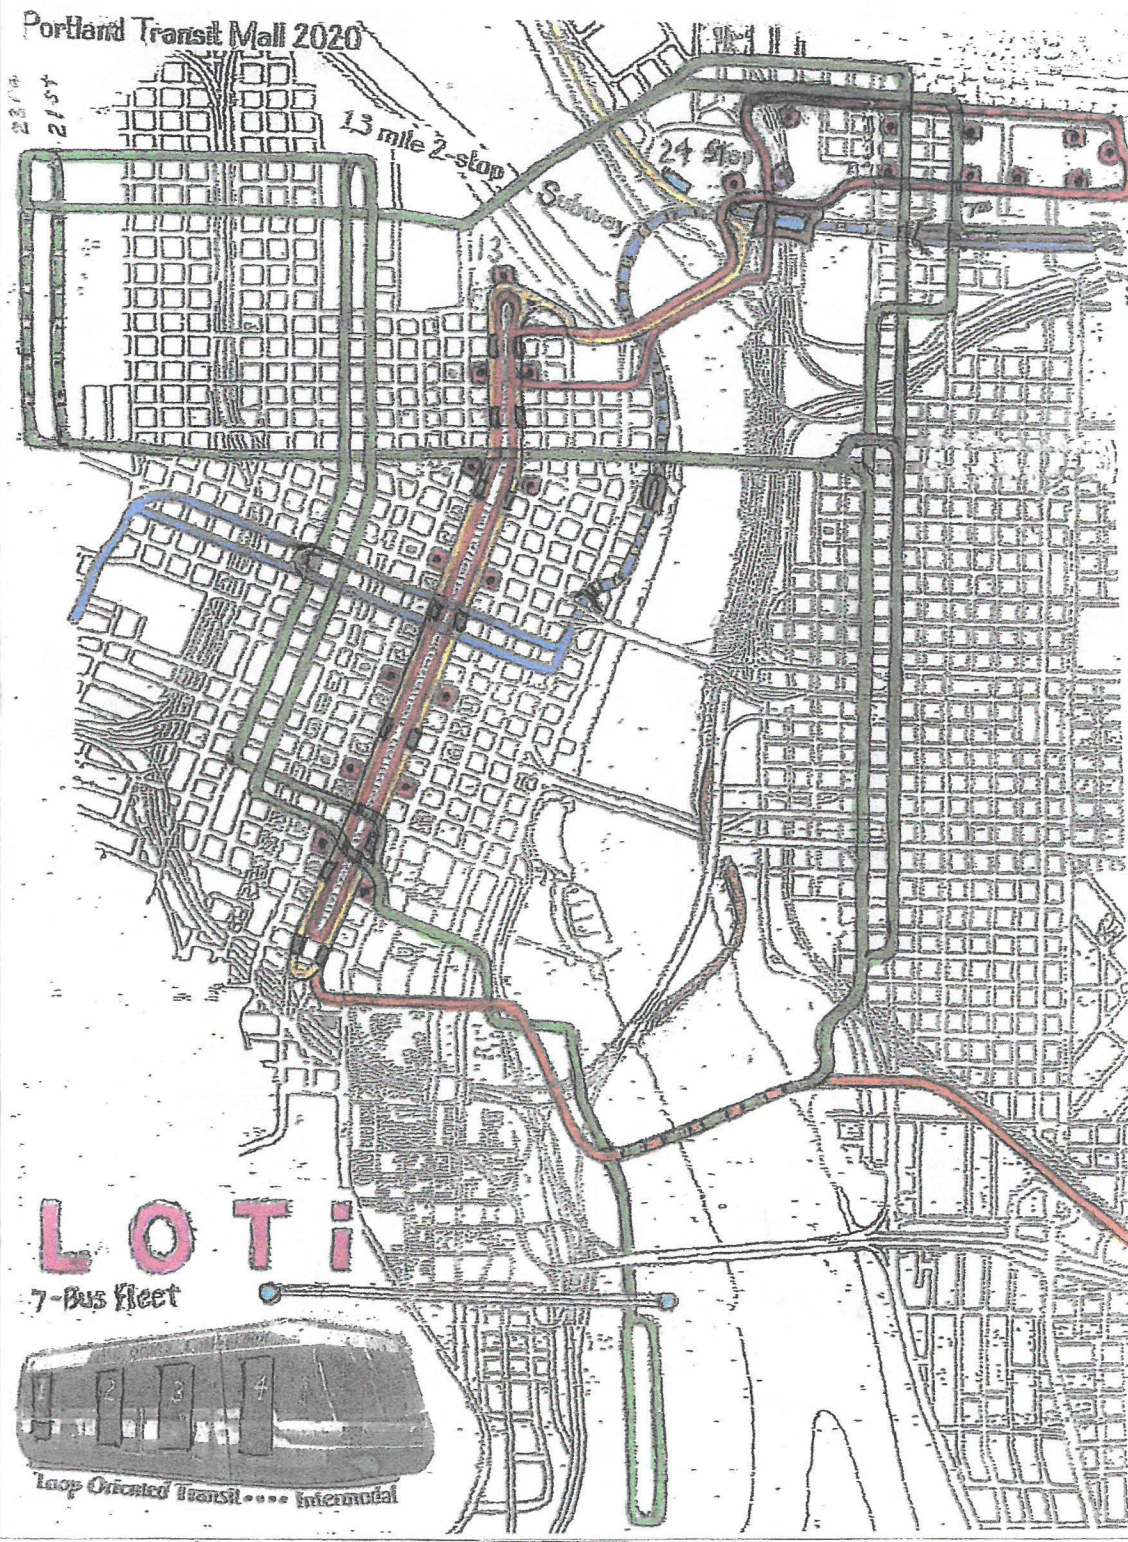 Portland Transit Mall 2020
23rd
21st
1.3 mile 2-stop
Subway
24 Stop
13
7th
LOTi
7-Bus Fleet
1 2 3 4
Loop Oriented Transit •••• Intermodal